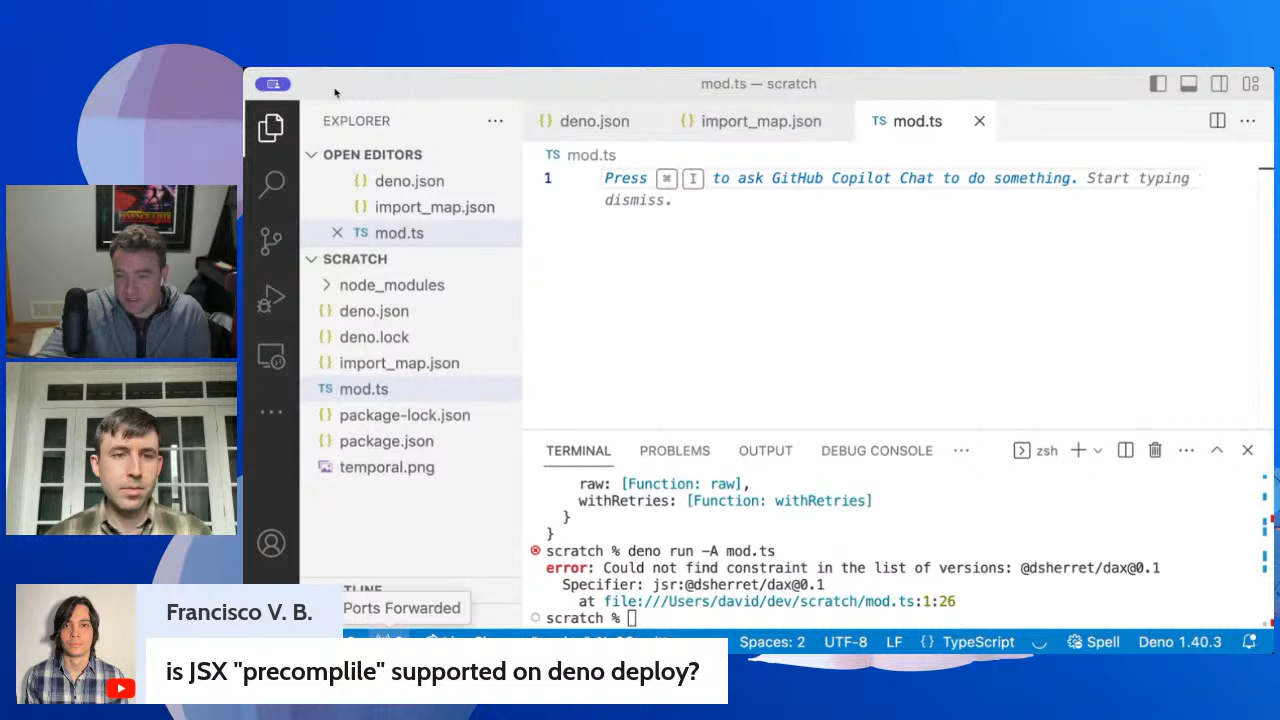 mod.ts — scratch
EXPLORER
OPEN EDITORS
deno.json
import_map.json
TS mod.ts
SCRATCH
node_modules
deno.json
deno.lock
import_map.json
TS mod.ts
package-lock.json
package.json
temporal.png
Ports Forwarded
deno.json
import_map.json
TS mod.ts
TS mod.ts
1 Press ⌘ I to ask GitHub Copilot Chat to do something. Start typing
dismiss.
TERMINAL PROBLEMS OUTPUT DEBUG CONSOLE
zsh
raw: [Function: raw],
withRetries: [Function: withRetries]
}
}
scratch % deno run -A mod.ts
error: Could not find constraint in the list of versions: @dsherret/dax@0.1
Specifier: jsr:@dsherret/dax@0.1
at file:///Users/david/dev/scratch/mod.ts:1:26
scratch %
Spaces: 2 UTF-8 LF {} TypeScript Spell Deno 1.40.3
Francisco V. B.
is JSX "precomplile" supported on deno deploy?